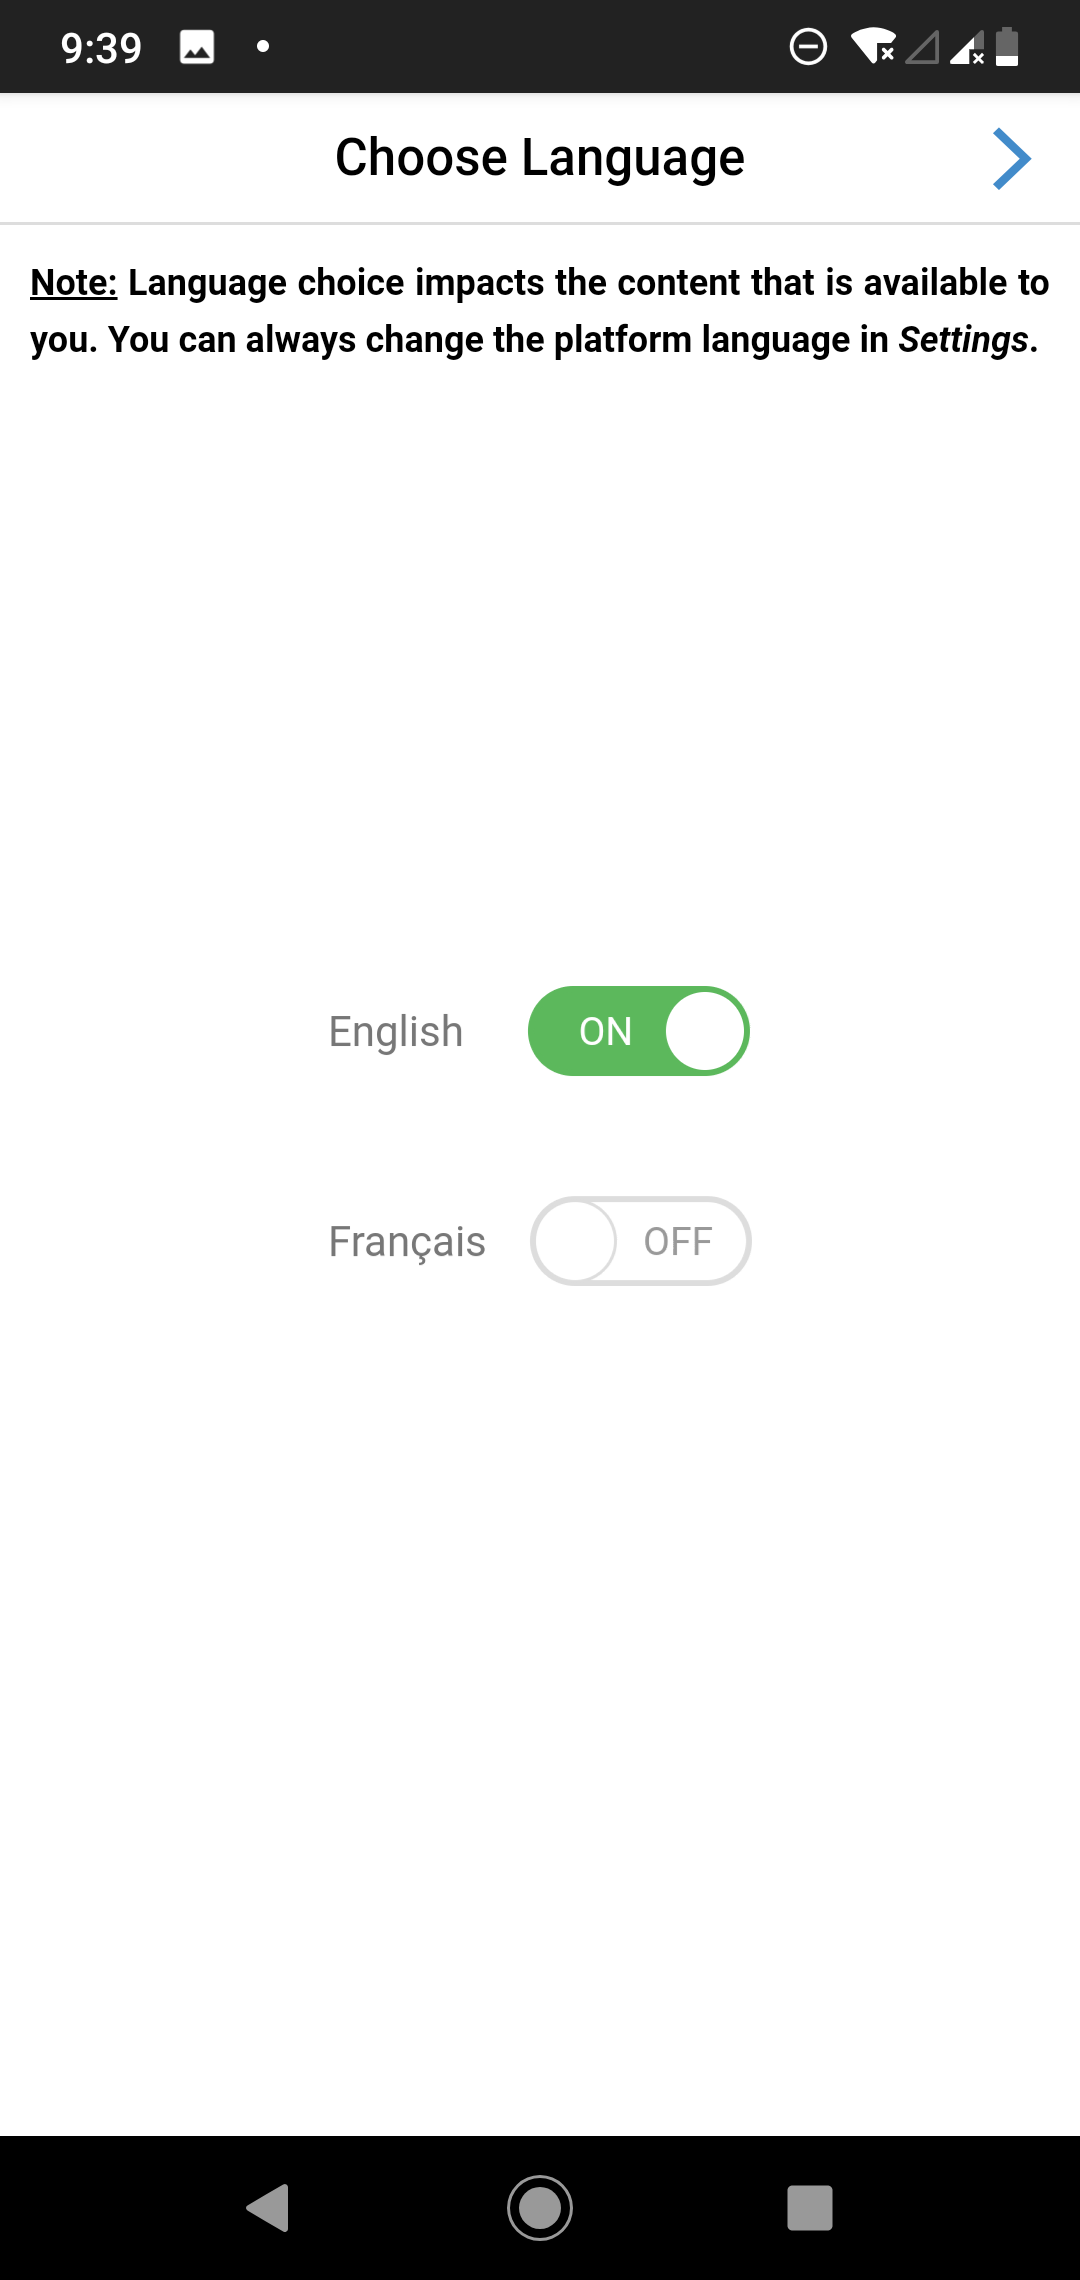 9:39
Choose Language
Note: Language choice impacts the content that is available to
you. You can always change the platform language in Settings.
English ON
Français OFF